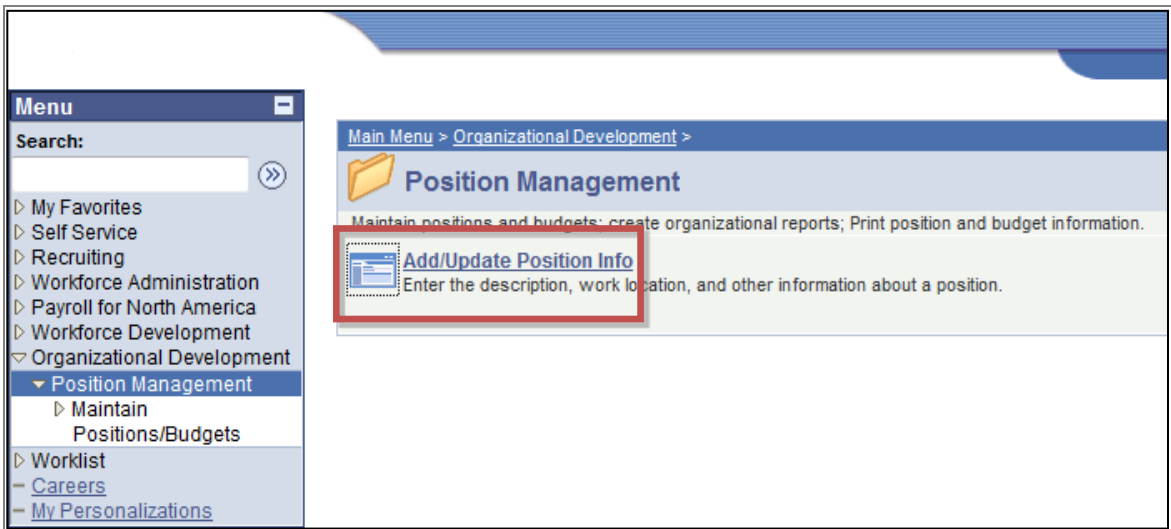 Menu
Search:
My Favorites
Self Service
Recruiting
Workforce Administration
Payroll for North America
Workforce Development
Organizational Development
Position Management
Maintain
Positions/Budgets
Worklist
Careers
My Personalizations
Main Menu > Organizational Development >
Position Management
Maintain positions and budgets; create organizational reports; Print position and budget information.
Add/Update Position Info
Enter the description, work location, and other information about a position.